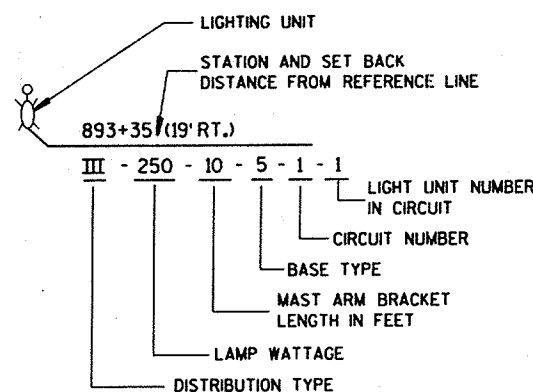 LIGHTING UNIT
STATION AND SET BACK
DISTANCE FROM REFERENCE LINE
893+35 (19' RT.)
III - 250 - 10 - 5 - 1 - 1
LIGHT UNIT NUMBER
IN CIRCUIT
CIRCUIT NUMBER
BASE TYPE
MAST ARM BRACKET
LENGTH IN FEET
LAMP WATTAGE
DISTRIBUTION TYPE